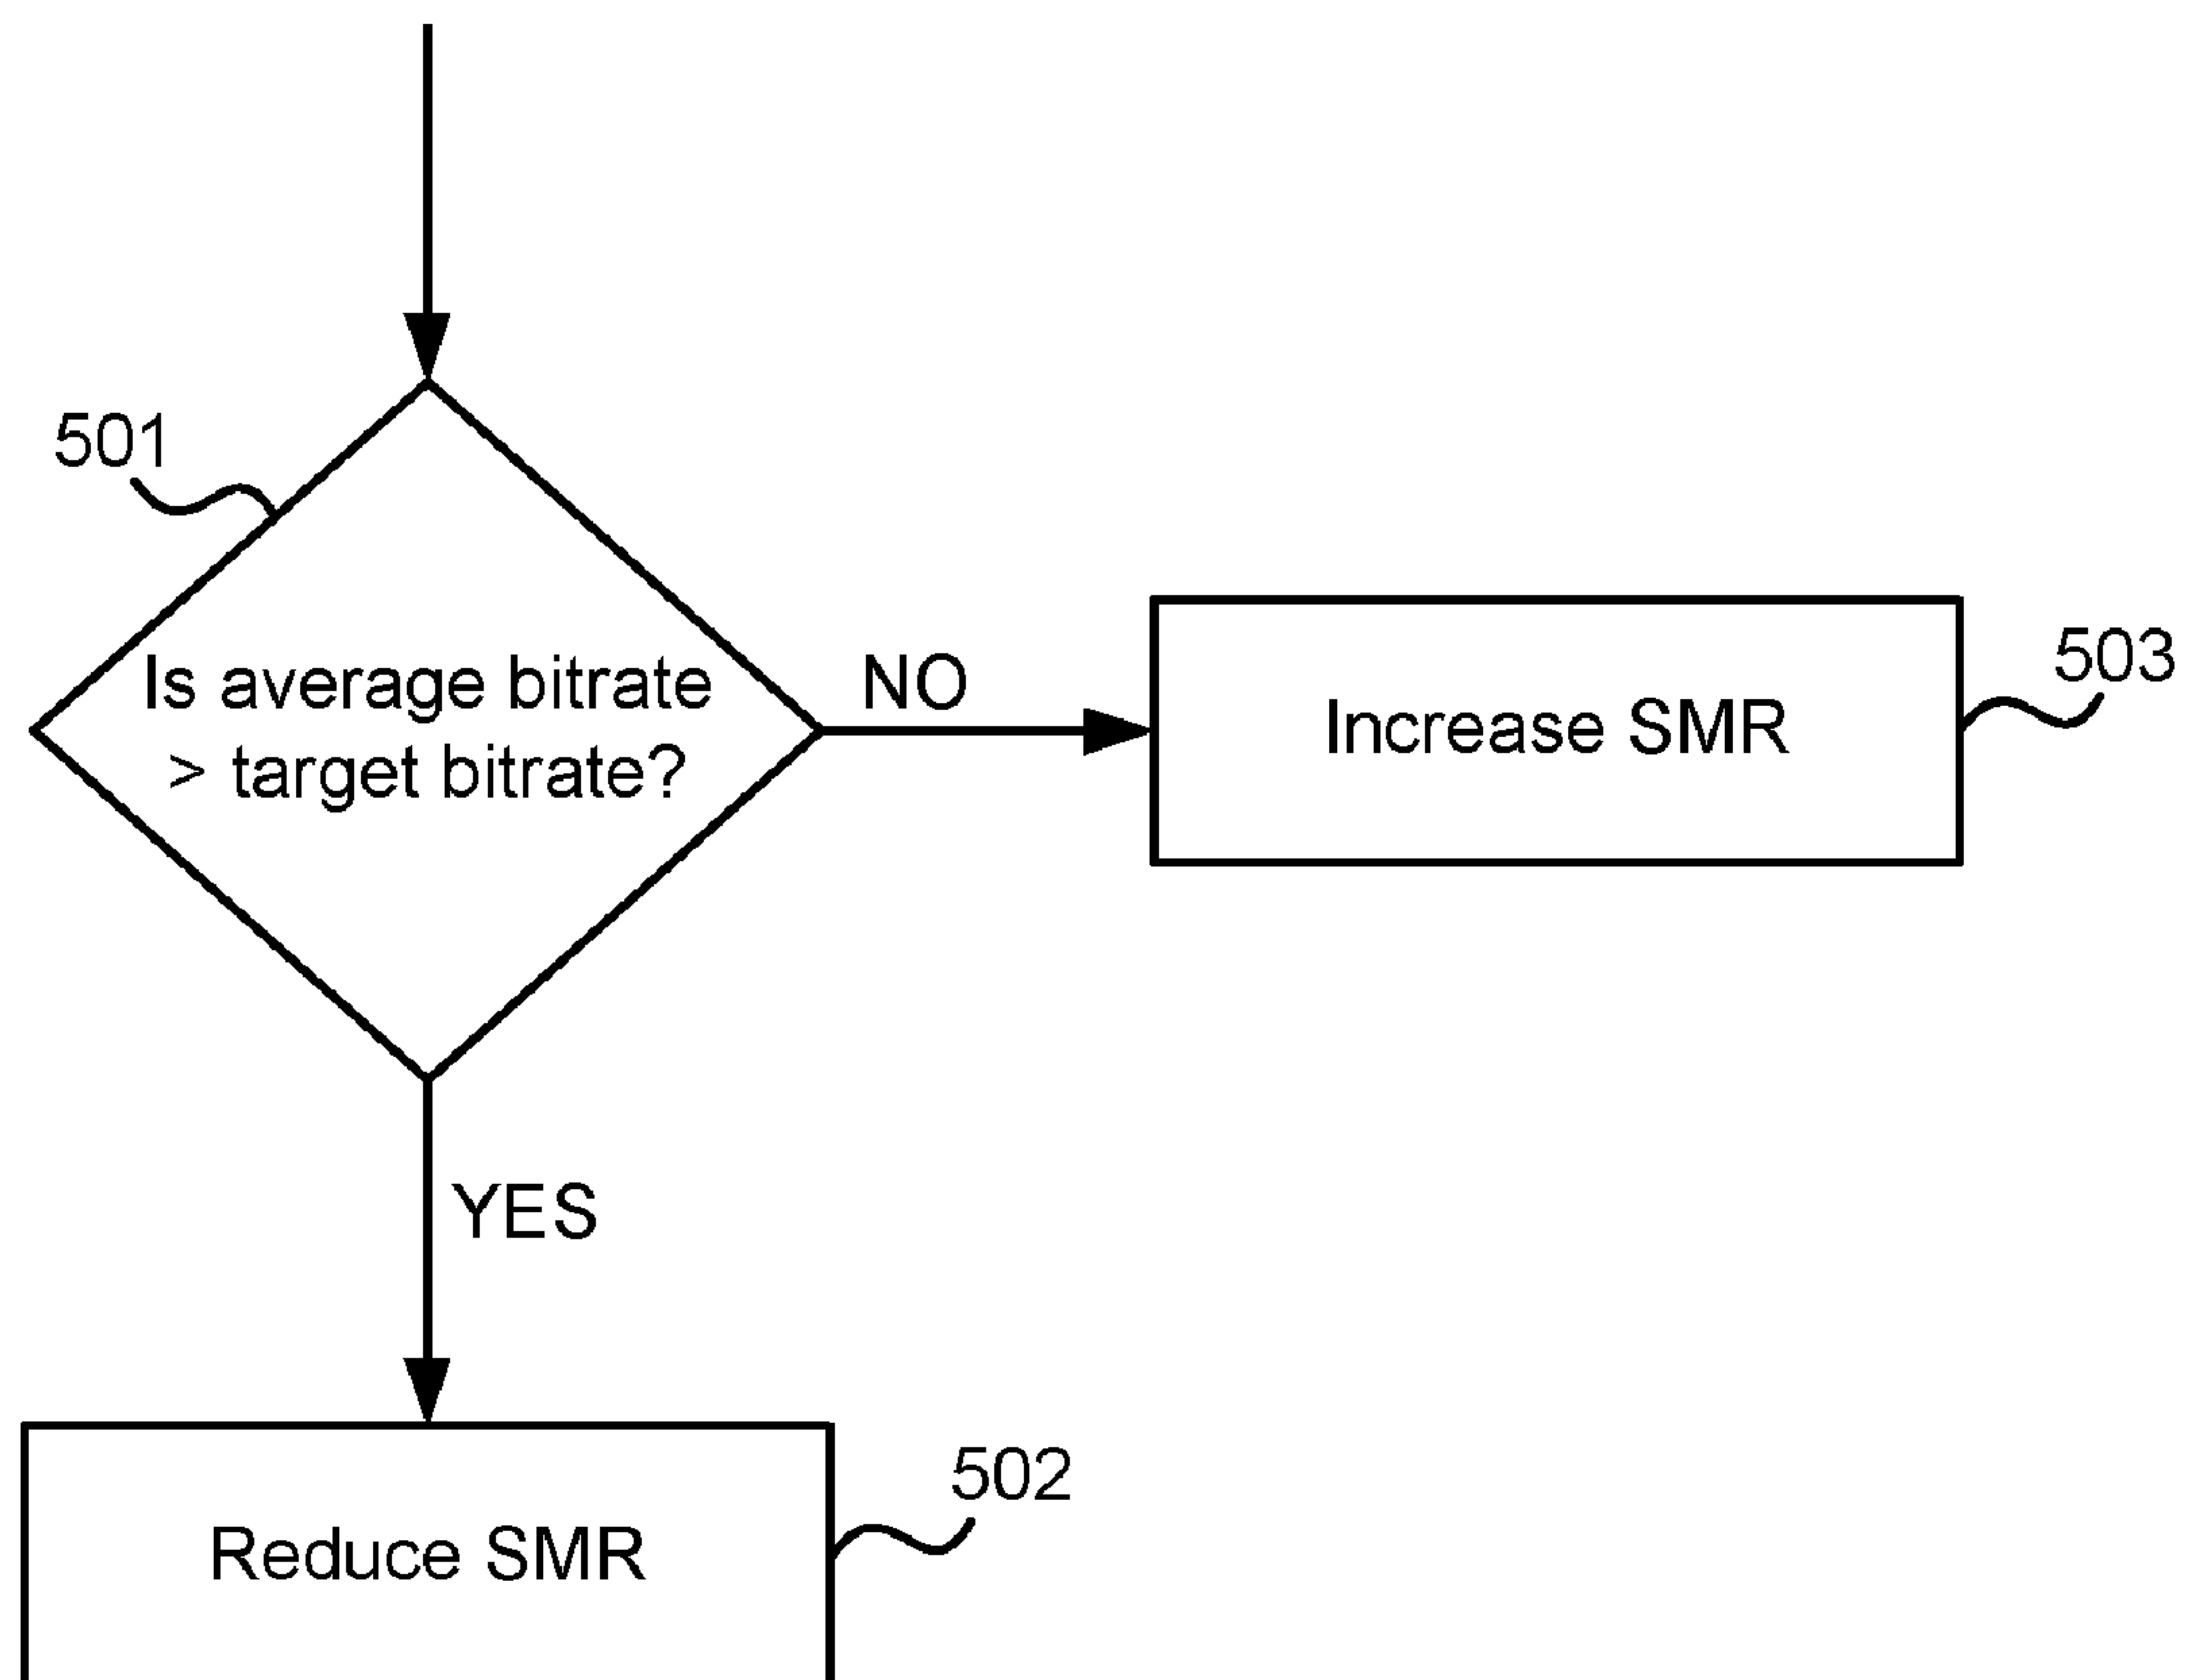 501
Is average bitrate
> target bitrate?
NO
Increase SMR
503
YES
Reduce SMR
502